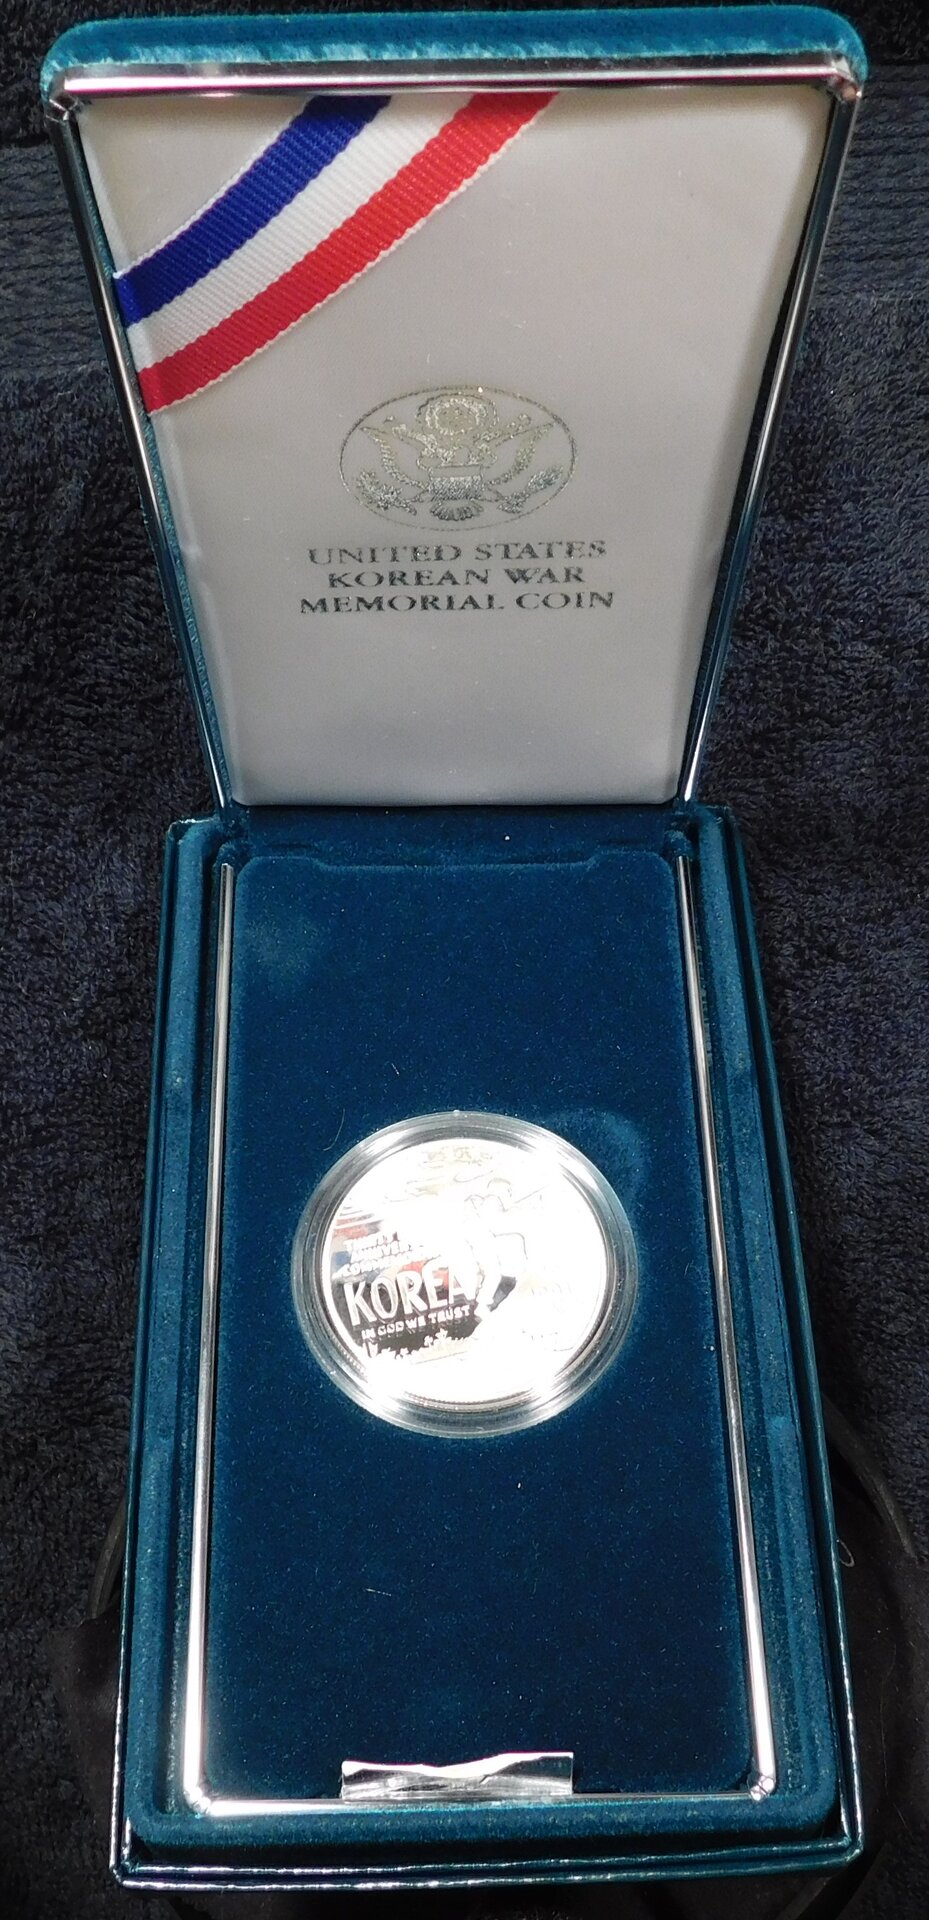 UNITED STATES
KOREAN WAR
MEMORIAL COIN
KOREA
IN GOD WE TRUST